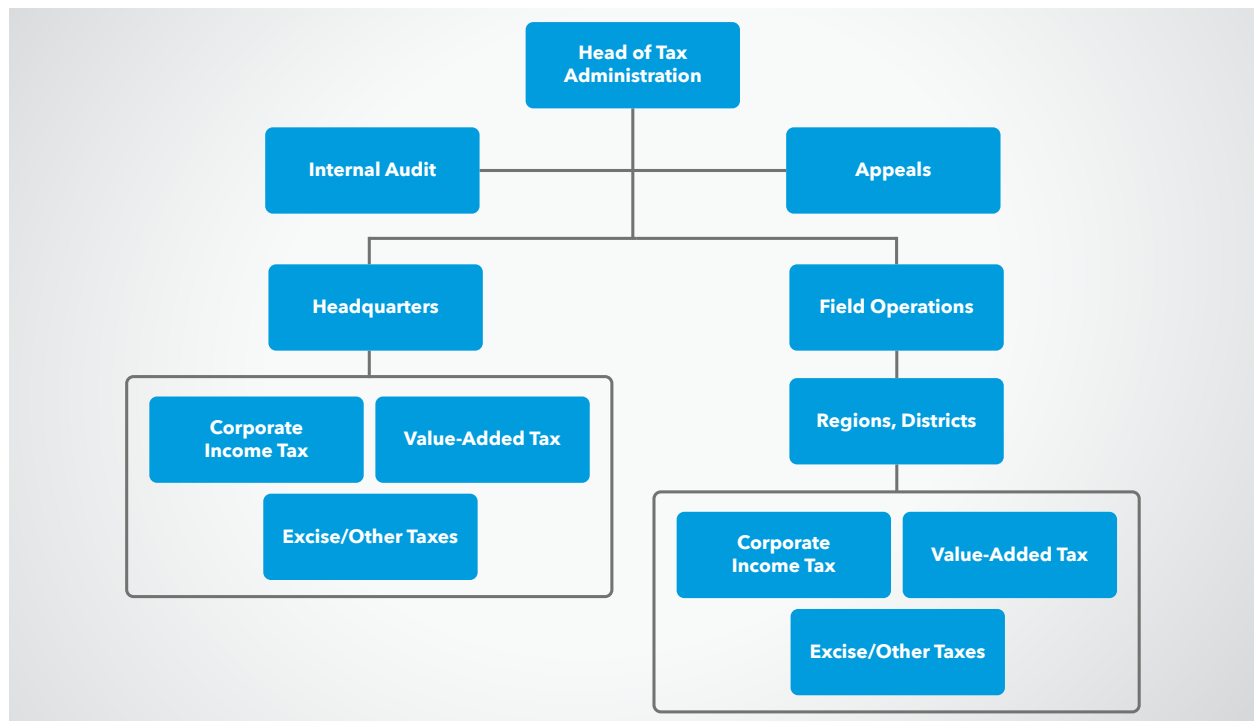 Head of Tax
Administration
Internal Audit
Appeals
Headquarters
Field Operations
Corporate
Income Tax
Value-Added Tax
Excise/Other Taxes
Regions, Districts
Corporate
Income Tax
Value-Added Tax
Excise/Other Taxes